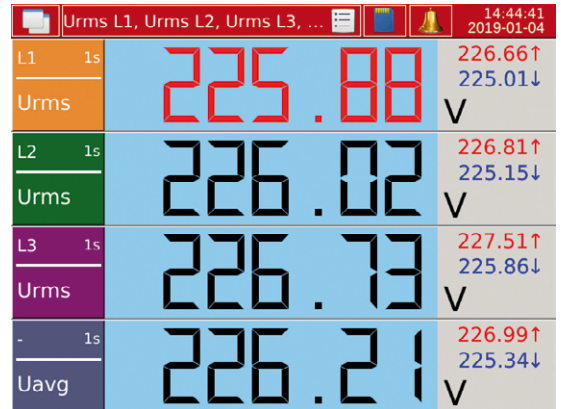 Urms L1, Urms L2, Urms L3, ...
14:44:41
2019-01-04
L1 1s
Urms
225.88
226.66↑
225.01↓
V
L2 1s
Urms
226.02
226.81↑
225.15↓
V
L3 1s
Urms
226.73
227.51↑
225.86↓
V
- 1s
Uavg
226.21
226.99↑
225.34↓
V